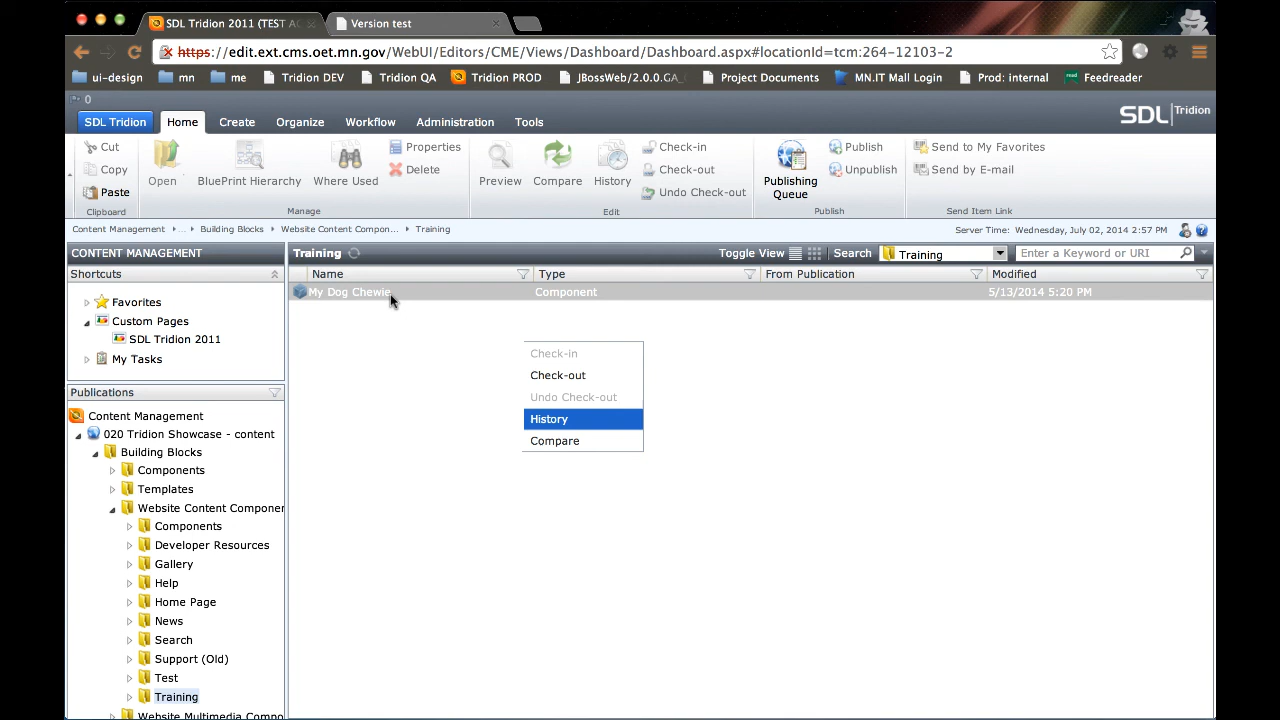 SDL Tridion 2011 (TEST AC
Version test
https://edit.ext.cms.oet.mn.gov/WebUI/Editors/CME/Views/Dashboard/Dashboard.aspx#locationId=tcm:264-12103-2
ui-design mn me Tridion DEV Tridion QA Tridion PROD JBossWeb/2.0.0.GA_ Project Documents MN.IT Mall Login Prod: internal Feedreader
0
SDL Tridion Home Create Organize Workflow Administration Tools
SDL Tridion
Cut
Copy
Paste
Clipboard
Open BluePrint Hierarchy Where Used
Properties
Delete
Manage
Preview Compare History
Check-in
Check-out
Undo Check-out
Edit
Publishing
Queue
Publish
Unpublish
Publish
Send to My Favorites
Send by E-mail
Send Item Link
Content Management ... Building Blocks Website Content Compon... Training
Server Time: Wednesday, July 02, 2014 2:57 PM
CONTENT MANAGEMENT
Shortcuts
Favorites
Custom Pages
SDL Tridion 2011
My Tasks
Publications
Content Management
020 Tridion Showcase - content
Building Blocks
Components
Templates
Website Content Componer
Components
Developer Resources
Gallery
Help
Home Page
News
Search
Support (Old)
Test
Training
Website Multimedia Compo
Training
Toggle View Search Training Enter a Keyword or URI
Name Type From Publication Modified
My Dog Chewie Component 5/13/2014 5:20 PM
Check-in
Check-out
Undo Check-out
History
Compare